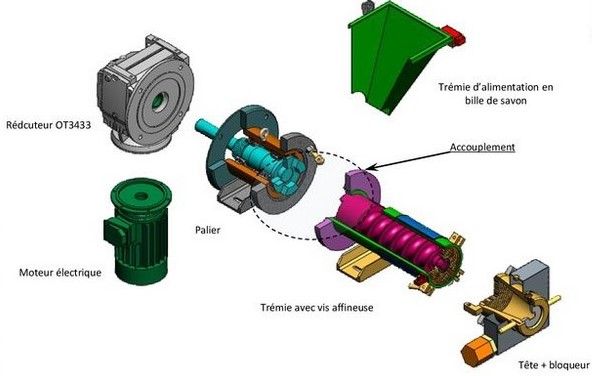 Trémie d'alimentation en
bille de savon
Rédcuteur OT3433
Accouplement
Palier
Moteur électrique
Trémie avec vis affineuse
Tête + bloqueur